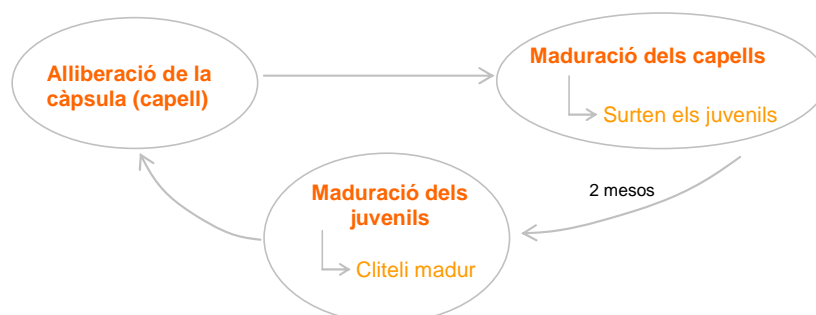 Alliberació de la
càpsula (capell)
Maduració dels capells
Surten els juvenils
2 mesos
Maduració dels
juvenils
Cliteli madur